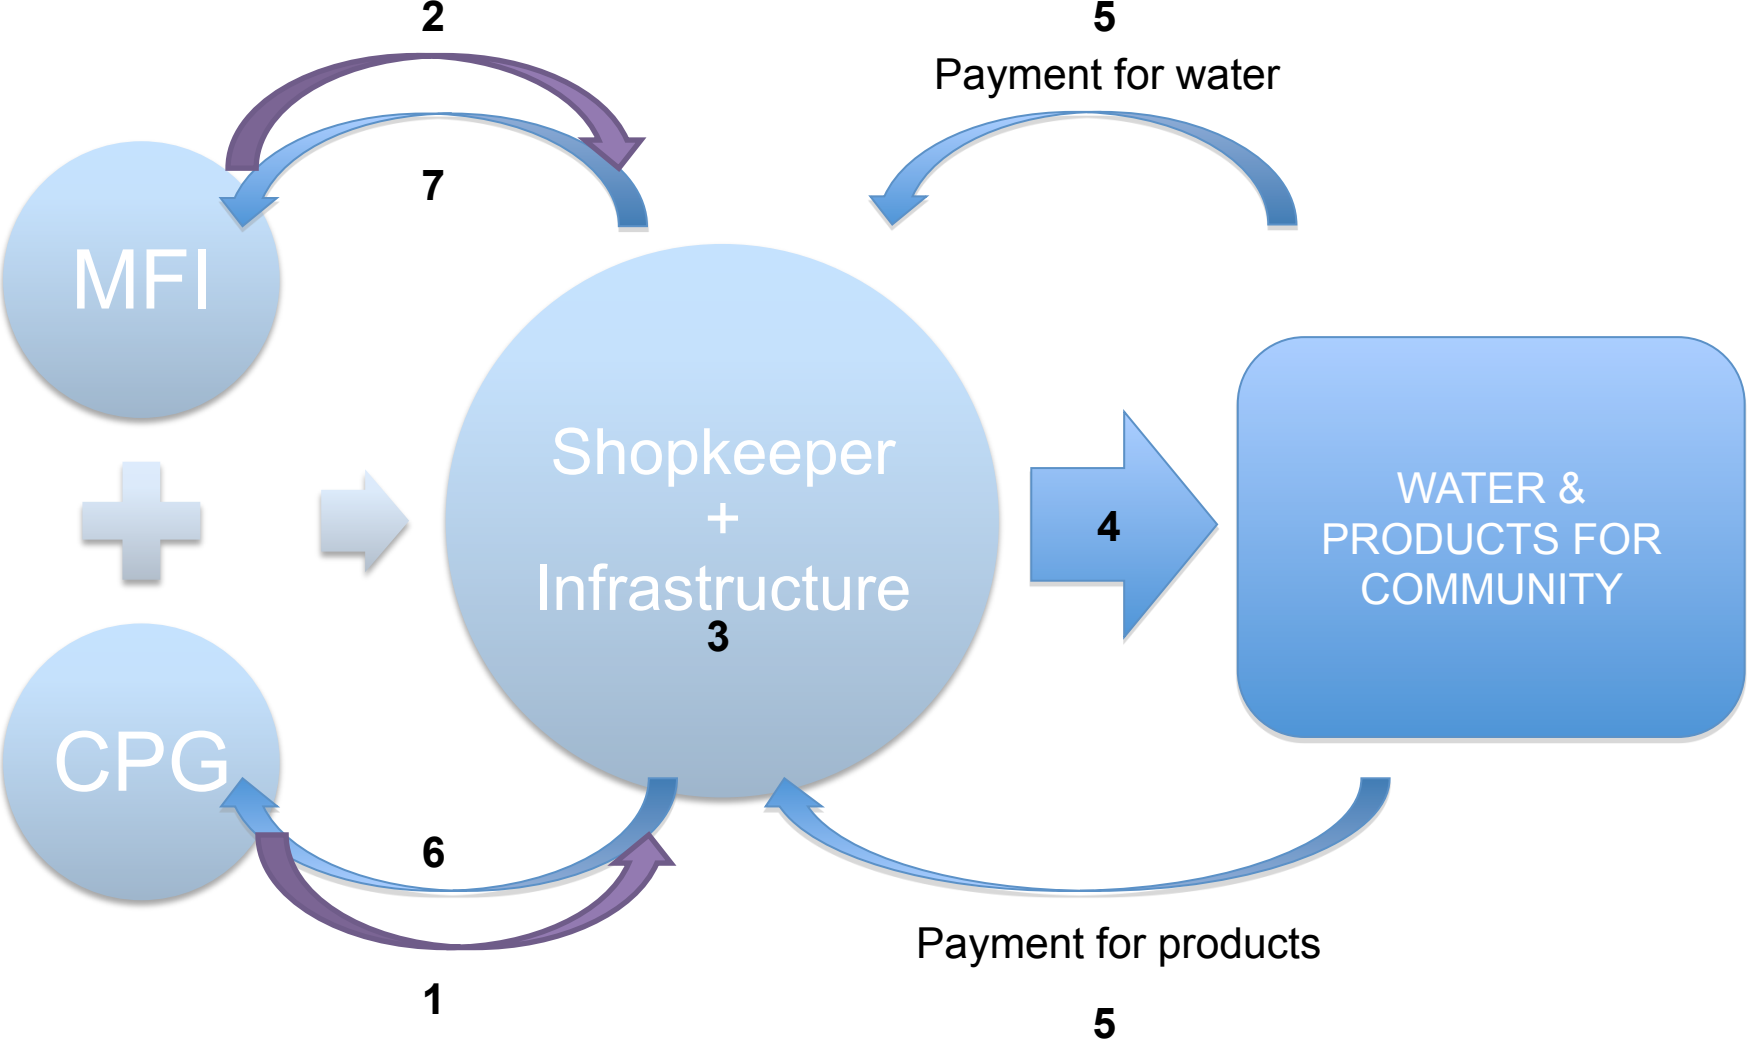 2
5
Payment for water
7
MFI
Shopkeeper
+
Infrastructure
3
4
WATER &
PRODUCTS FOR
COMMUNITY
CPG
6
1
Payment for products
5